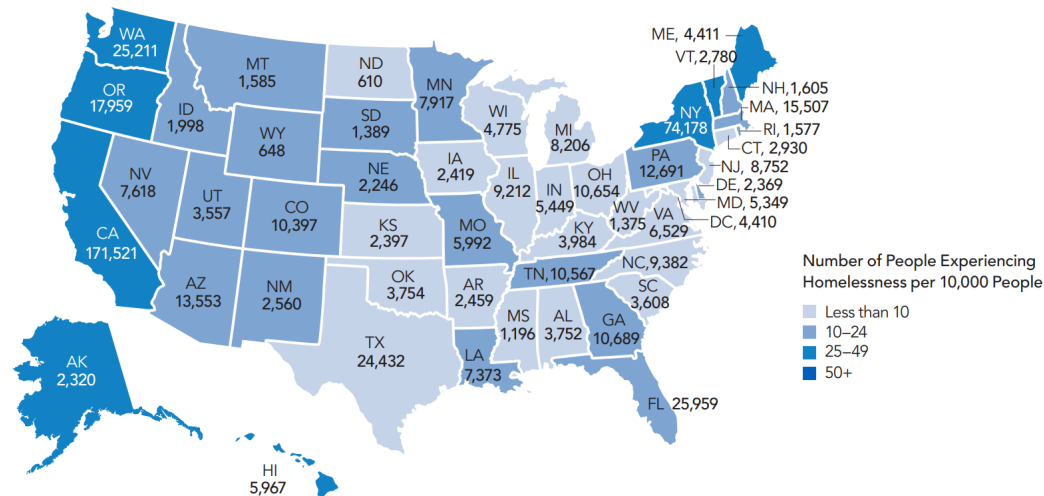 WA
25,211
OR
17,959
CA
171,521
NV
7,618
ID
1,998
MT
1,585
WY
648
UT
3,557
CO
10,397
AZ
13,553
NM
2,560
ND
610
SD
1,389
NE
2,246
KS
2,397
OK
3,754
TX
24,432
MN
7,917
IA
2,419
MO
5,992
AR
2,459
LA
7,373
WI
4,775
IL
9,212
MI
8,206
IN
5,449
OH
10,654
KY
3,984
TN, 10,567
MS
1,196
AL
3,752
GA
10,689
FL 25,959
SC
3,608
NC, 9,382
VA
6,529
WV
1,375
PA
12,691
NY
74,178
ME, 4,411
VT, 2,780
NH, 1,605
MA, 15,507
RI, 1,577
CT, 2,930
NJ, 8,752
DE, 2,369
MD, 5,349
DC, 4,410
AK
2,320
HI
5,967
Number of People Experiencing
Homelessness per 10,000 People
Less than 10
10–24
25–49
50+